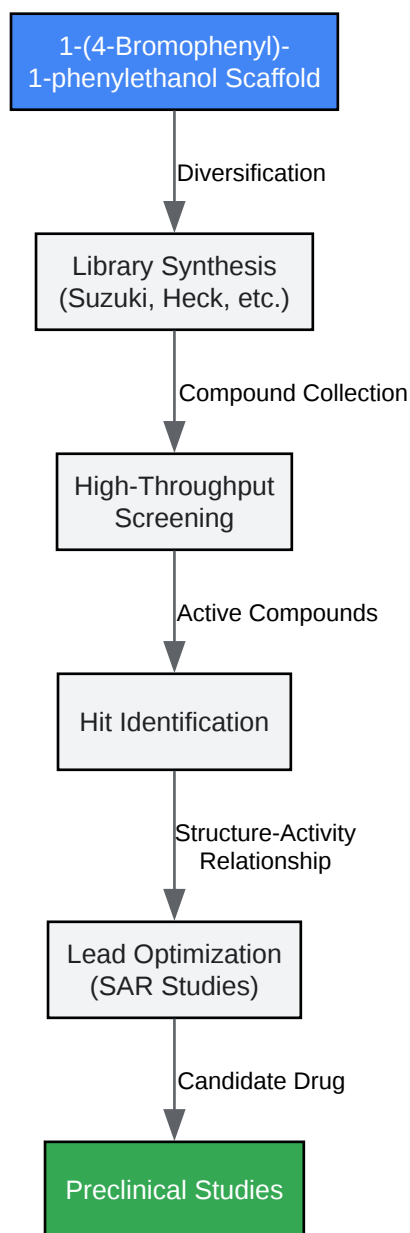 1-(4-Bromophenyl)-
1-phenylethanol Scaffold
Diversification
Library Synthesis
(Suzuki, Heck, etc.)
Compound Collection
High-Throughput
Screening
Active Compounds
Hit Identification
Structure-Activity
Relationship
Lead Optimization
(SAR Studies)
Candidate Drug
Preclinical Studies